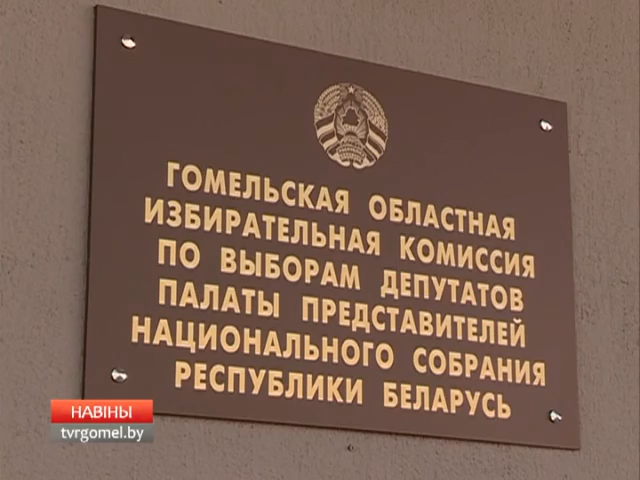 ГОМЕЛЬСКАЯ ОБЛАСТНАЯ
ИЗБИРАТЕЛЬНАЯ КОМИССИЯ
ПО ВЫБОРАМ ДЕПУТАТОВ
ПАЛАТЫ ПРЕДСТАВИТЕЛЕЙ
НАЦИОНАЛЬНОГО СОБРАНИЯ
РЕСПУБЛИКИ БЕЛАРУСЬ
НАВІНЫ
tvrgomel.by